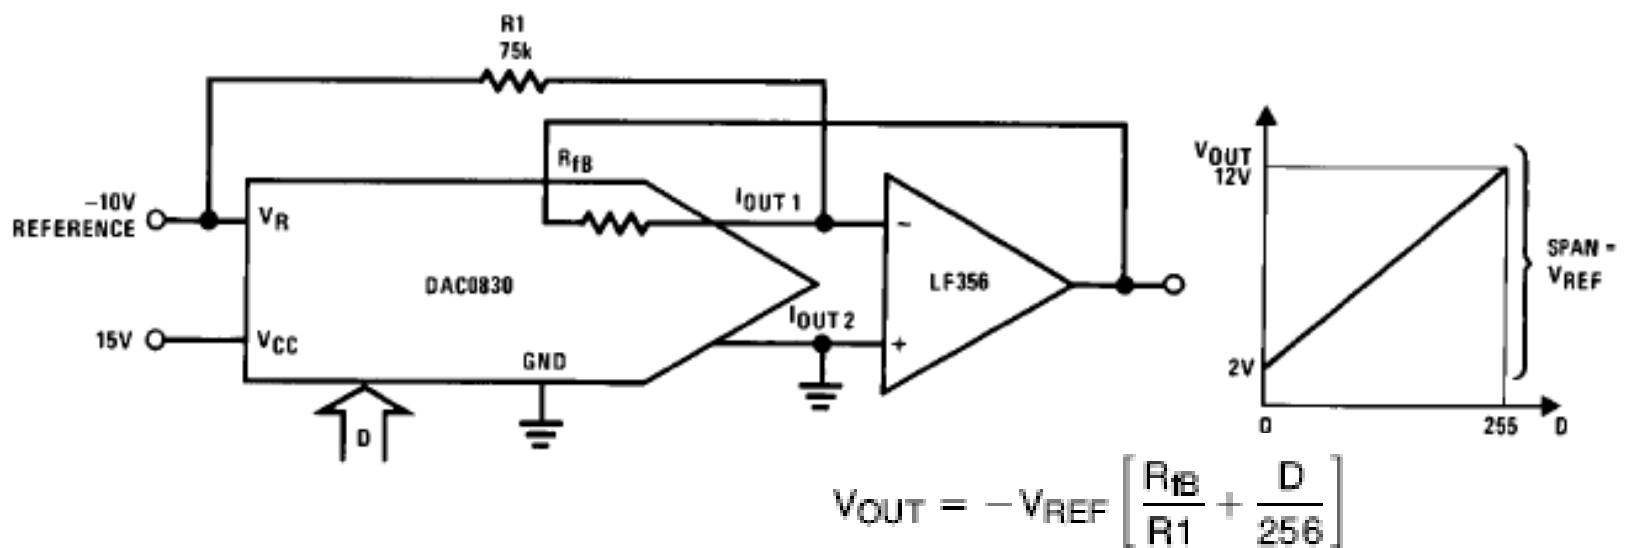 R1
75k
RfB
–10V
REFERENCE
VR
IOUT 1
–
DAC0830
LF356
15V
VCC
IOUT 2
+
GND
D
VOUT
12V
2V
0
255
D
SPAN =
VREF
VOUT = −VREF [ RfB/R1 + D/256 ]